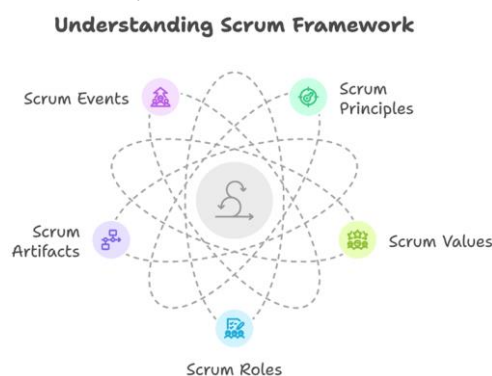 Understanding Scrum Framework
Scrum Events
Scrum
Principles
Scrum
Artifacts
Scrum Values
Scrum Roles